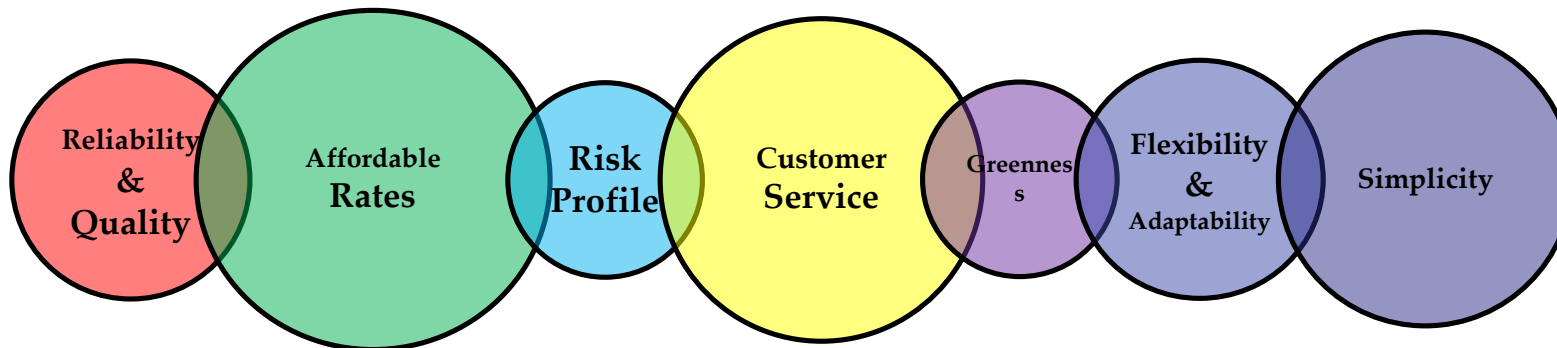 Reliability
&
Quality
Affordable
Rates
Risk
Profile
Customer
Service
Greennes
s
Flexibility
&
Adaptability
Simplicity